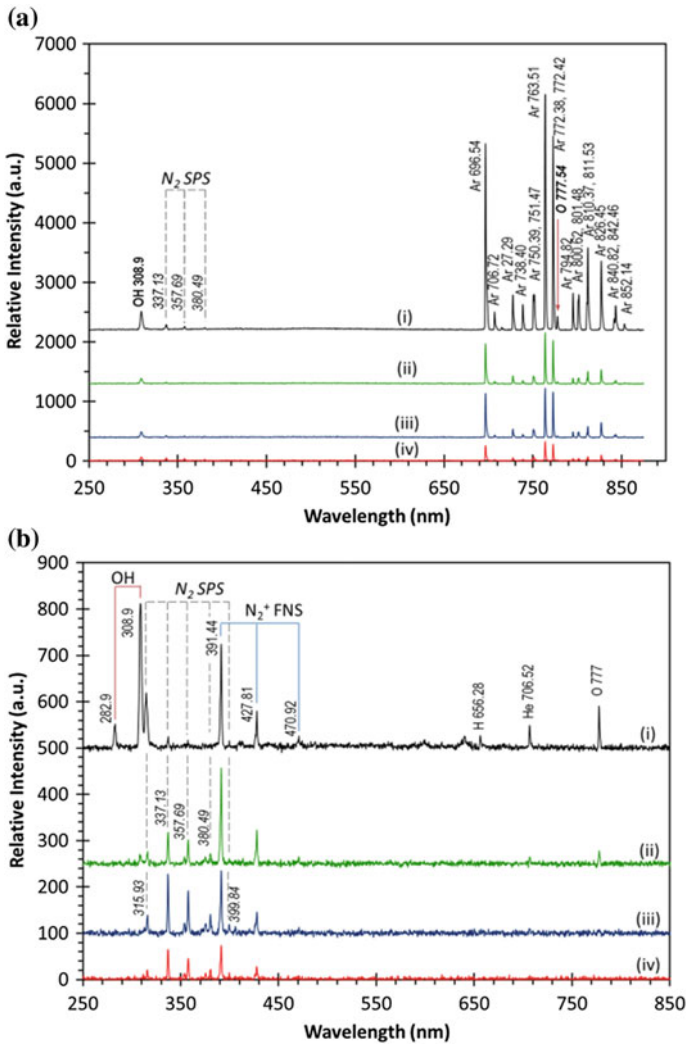 (a)
7000
6000
5000
4000
3000
2000
1000
0
Relative Intensity (a.u.)
N₂ SPS
OH 308.9
337.13
357.69
380.49
Ar 696.54
Ar 706.72
Ar 27.29
Ar 738.40
Ar 750.39, 751.47
Ar 763.51
Ar 772.38, 772.42
O 777.54
Ar 794.82
Ar 800.62, 801.48
Ar 810.37, 811.53
Ar 826.45
Ar 840.82, 842.46
Ar 852.14
(i)
(ii)
(iii)
(iv)
250 350 450 550 650 750 850
Wavelength (nm)
(b)
900
800
700
600
500
400
300
200
100
0
Relative Intensity (a.u.)
OH
N₂ SPS
N₂⁺ FNS
282.9
308.9
391.44
427.81
470.92
H 656.28
He 706.52
O 777
(i)
337.13
357.69
380.49
(ii)
315.93
399.84
(iii)
(iv)
250 350 450 550 650 750 850
Wavelength (nm)